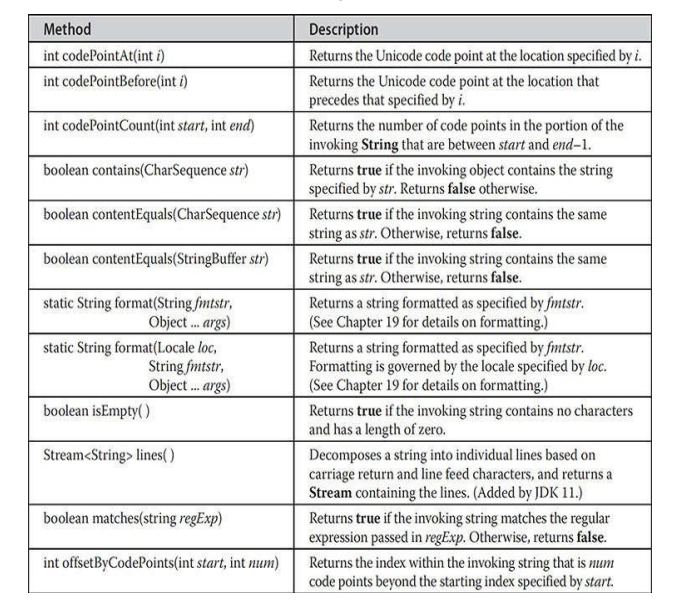 Method Description
int codePointAt(int i) Returns the Unicode code point at the location specified by i.
int codePointBefore(int i) Returns the Unicode code point at the location that
precedes that specified by i.
int codePointCount(int start, int end) Returns the number of code points in the portion of the
invoking String that are between start and end–1.
boolean contains(CharSequence str) Returns true if the invoking object contains the string
specified by str. Returns false otherwise.
boolean contentEquals(CharSequence str) Returns true if the invoking string contains the same
string as str. Otherwise, returns false.
boolean contentEquals(StringBuffer str) Returns true if the invoking string contains the same
string as str. Otherwise, returns false.
static String format(String fmtstr, Returns a string formatted as specified by fmtstr.
Object ... args) (See Chapter 19 for details on formatting.)
static String format(Locale loc, Returns a string formatted as specified by fmtstr.
String fmtstr, Formatting is governed by the locale specified by loc.
Object ... args) (See Chapter 19 for details on formatting.)
boolean isEmpty( ) Returns true if the invoking string contains no characters
and has a length of zero.
Stream<String> lines( ) Decomposes a string into individual lines based on
carriage return and line feed characters, and returns a
Stream containing the lines. (Added by JDK 11.)
boolean matches(string regExp) Returns true if the invoking string matches the regular
expression passed in regExp. Otherwise, returns false.
int offsetByCodePoints(int start, int num) Returns the index within the invoking string that is num
code points beyond the starting index specified by start.